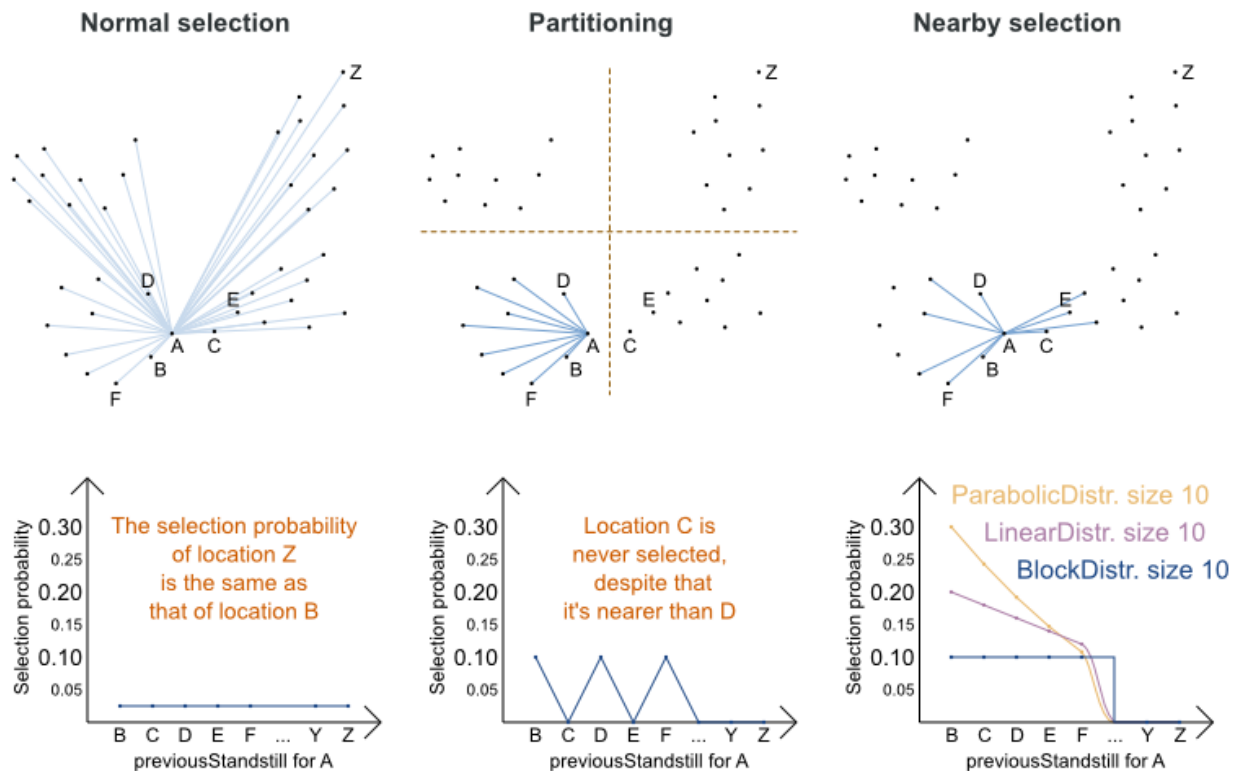 Normal selection
Partitioning
Nearby selection
Z
D
E
A
C
B
F
Z
D
E
A
C
B
F
Z
D
E
A
C
B
F
Selection probability
0.30
0.25
0.20
0.15
0.10
0.05
The selection probability
of location Z
is the same as
that of location B
B C D E F ... Y Z
previousStandstill for A
Selection probability
0.30
0.25
0.20
0.15
0.10
0.05
Location C is
never selected,
despite that
it's nearer than D
B C D E F ... Y Z
previousStandstill for A
Selection probability
0.30
0.25
0.20
0.15
0.10
0.05
ParabolicDistr. size 10
LinearDistr. size 10
BlockDistr. size 10
B C D E F ... Y Z
previousStandstill for A